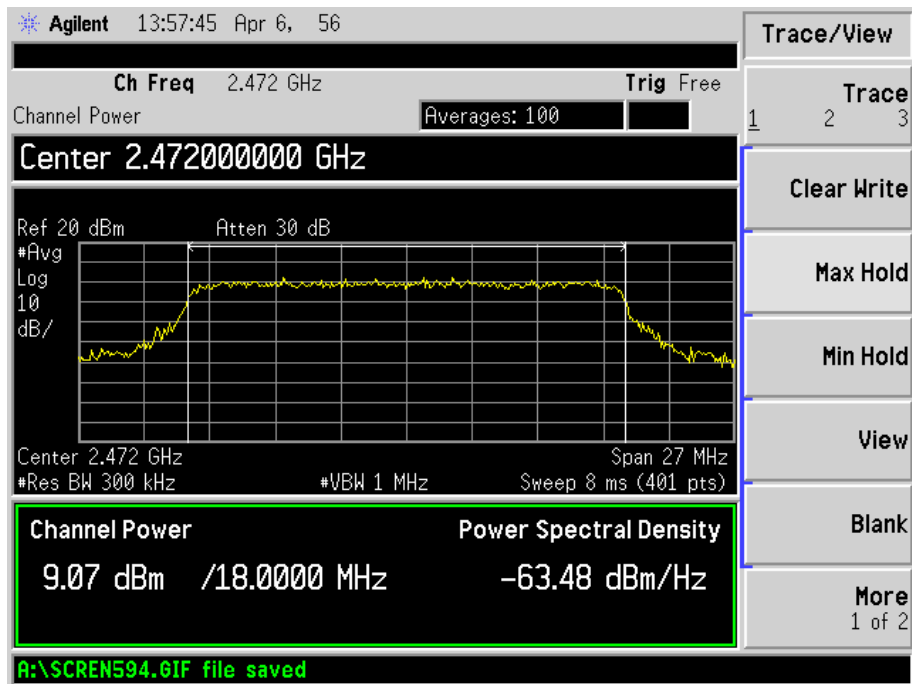 Agilent 13:57:45 Apr 6, 56
Trace/View
Ch Freq 2.472 GHz Trig Free
Channel Power Averages: 100
Trace
1 2 3
Center 2.472000000 GHz
Clear Write
Ref 20 dBm Atten 30 dB
#Avg
Log
10
dB/
Max Hold
Min Hold
View
Center 2.472 GHz Span 27 MHz
#Res BW 300 kHz #VBW 1 MHz Sweep 8 ms (401 pts)
Channel Power Power Spectral Density
Blank
9.07 dBm /18.0000 MHz -63.48 dBm/Hz
More
1 of 2
A:\SCREN594.GIF file saved